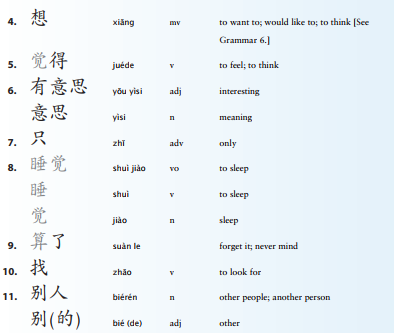 4. 想 xiǎng mv to want to; would like to; to think [See
Grammar 6.]
5. 觉得 juéde v to feel; to think
6. 有意思 yǒu yìsi adj interesting
意思 yìsi n meaning
7. 只 zhǐ adv only
8. 睡觉 shuì jiào vo to sleep
睡 shuì v to sleep
觉 jiào n sleep
9. 算了 suàn le forget it; never mind
10. 找 zhǎo v to look for
11. 别人 biérén n other people; another person
别(的) bié (de) adj other